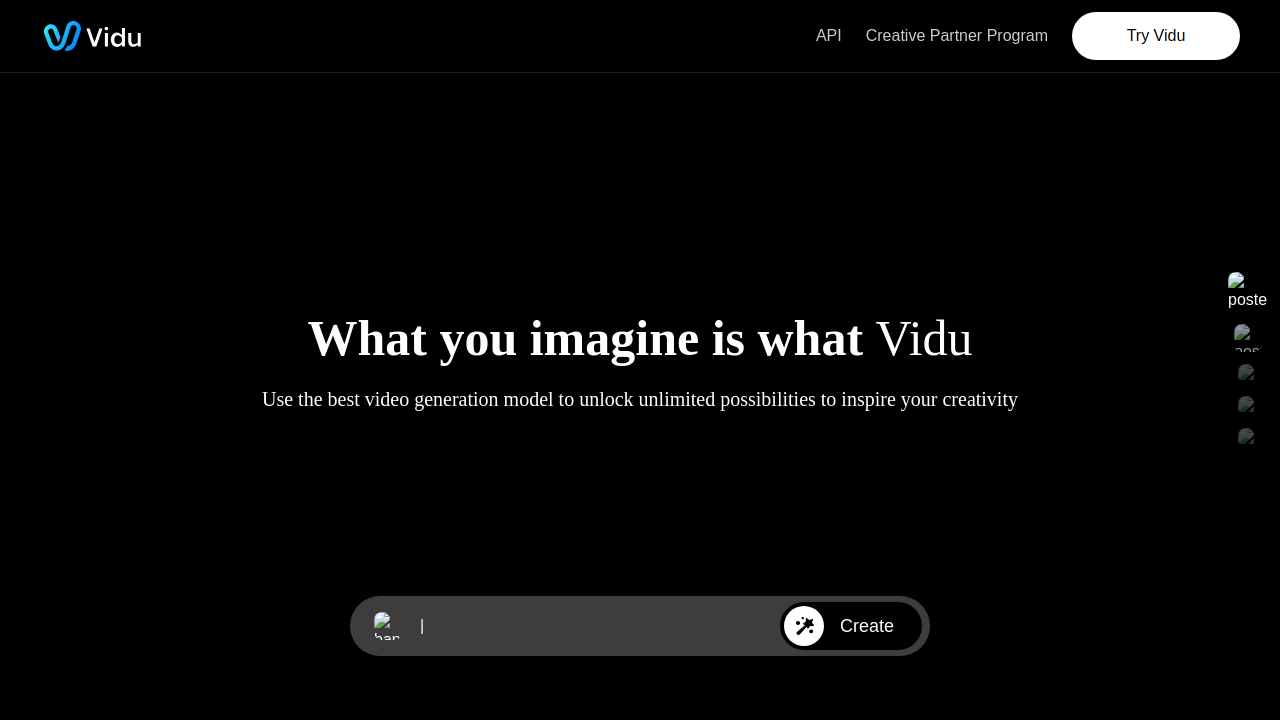 Vidu
API
Creative Partner Program
Try Vidu
poste
What you imagine is what Vidu
Use the best video generation model to unlock unlimited possibilities to inspire your creativity
Create